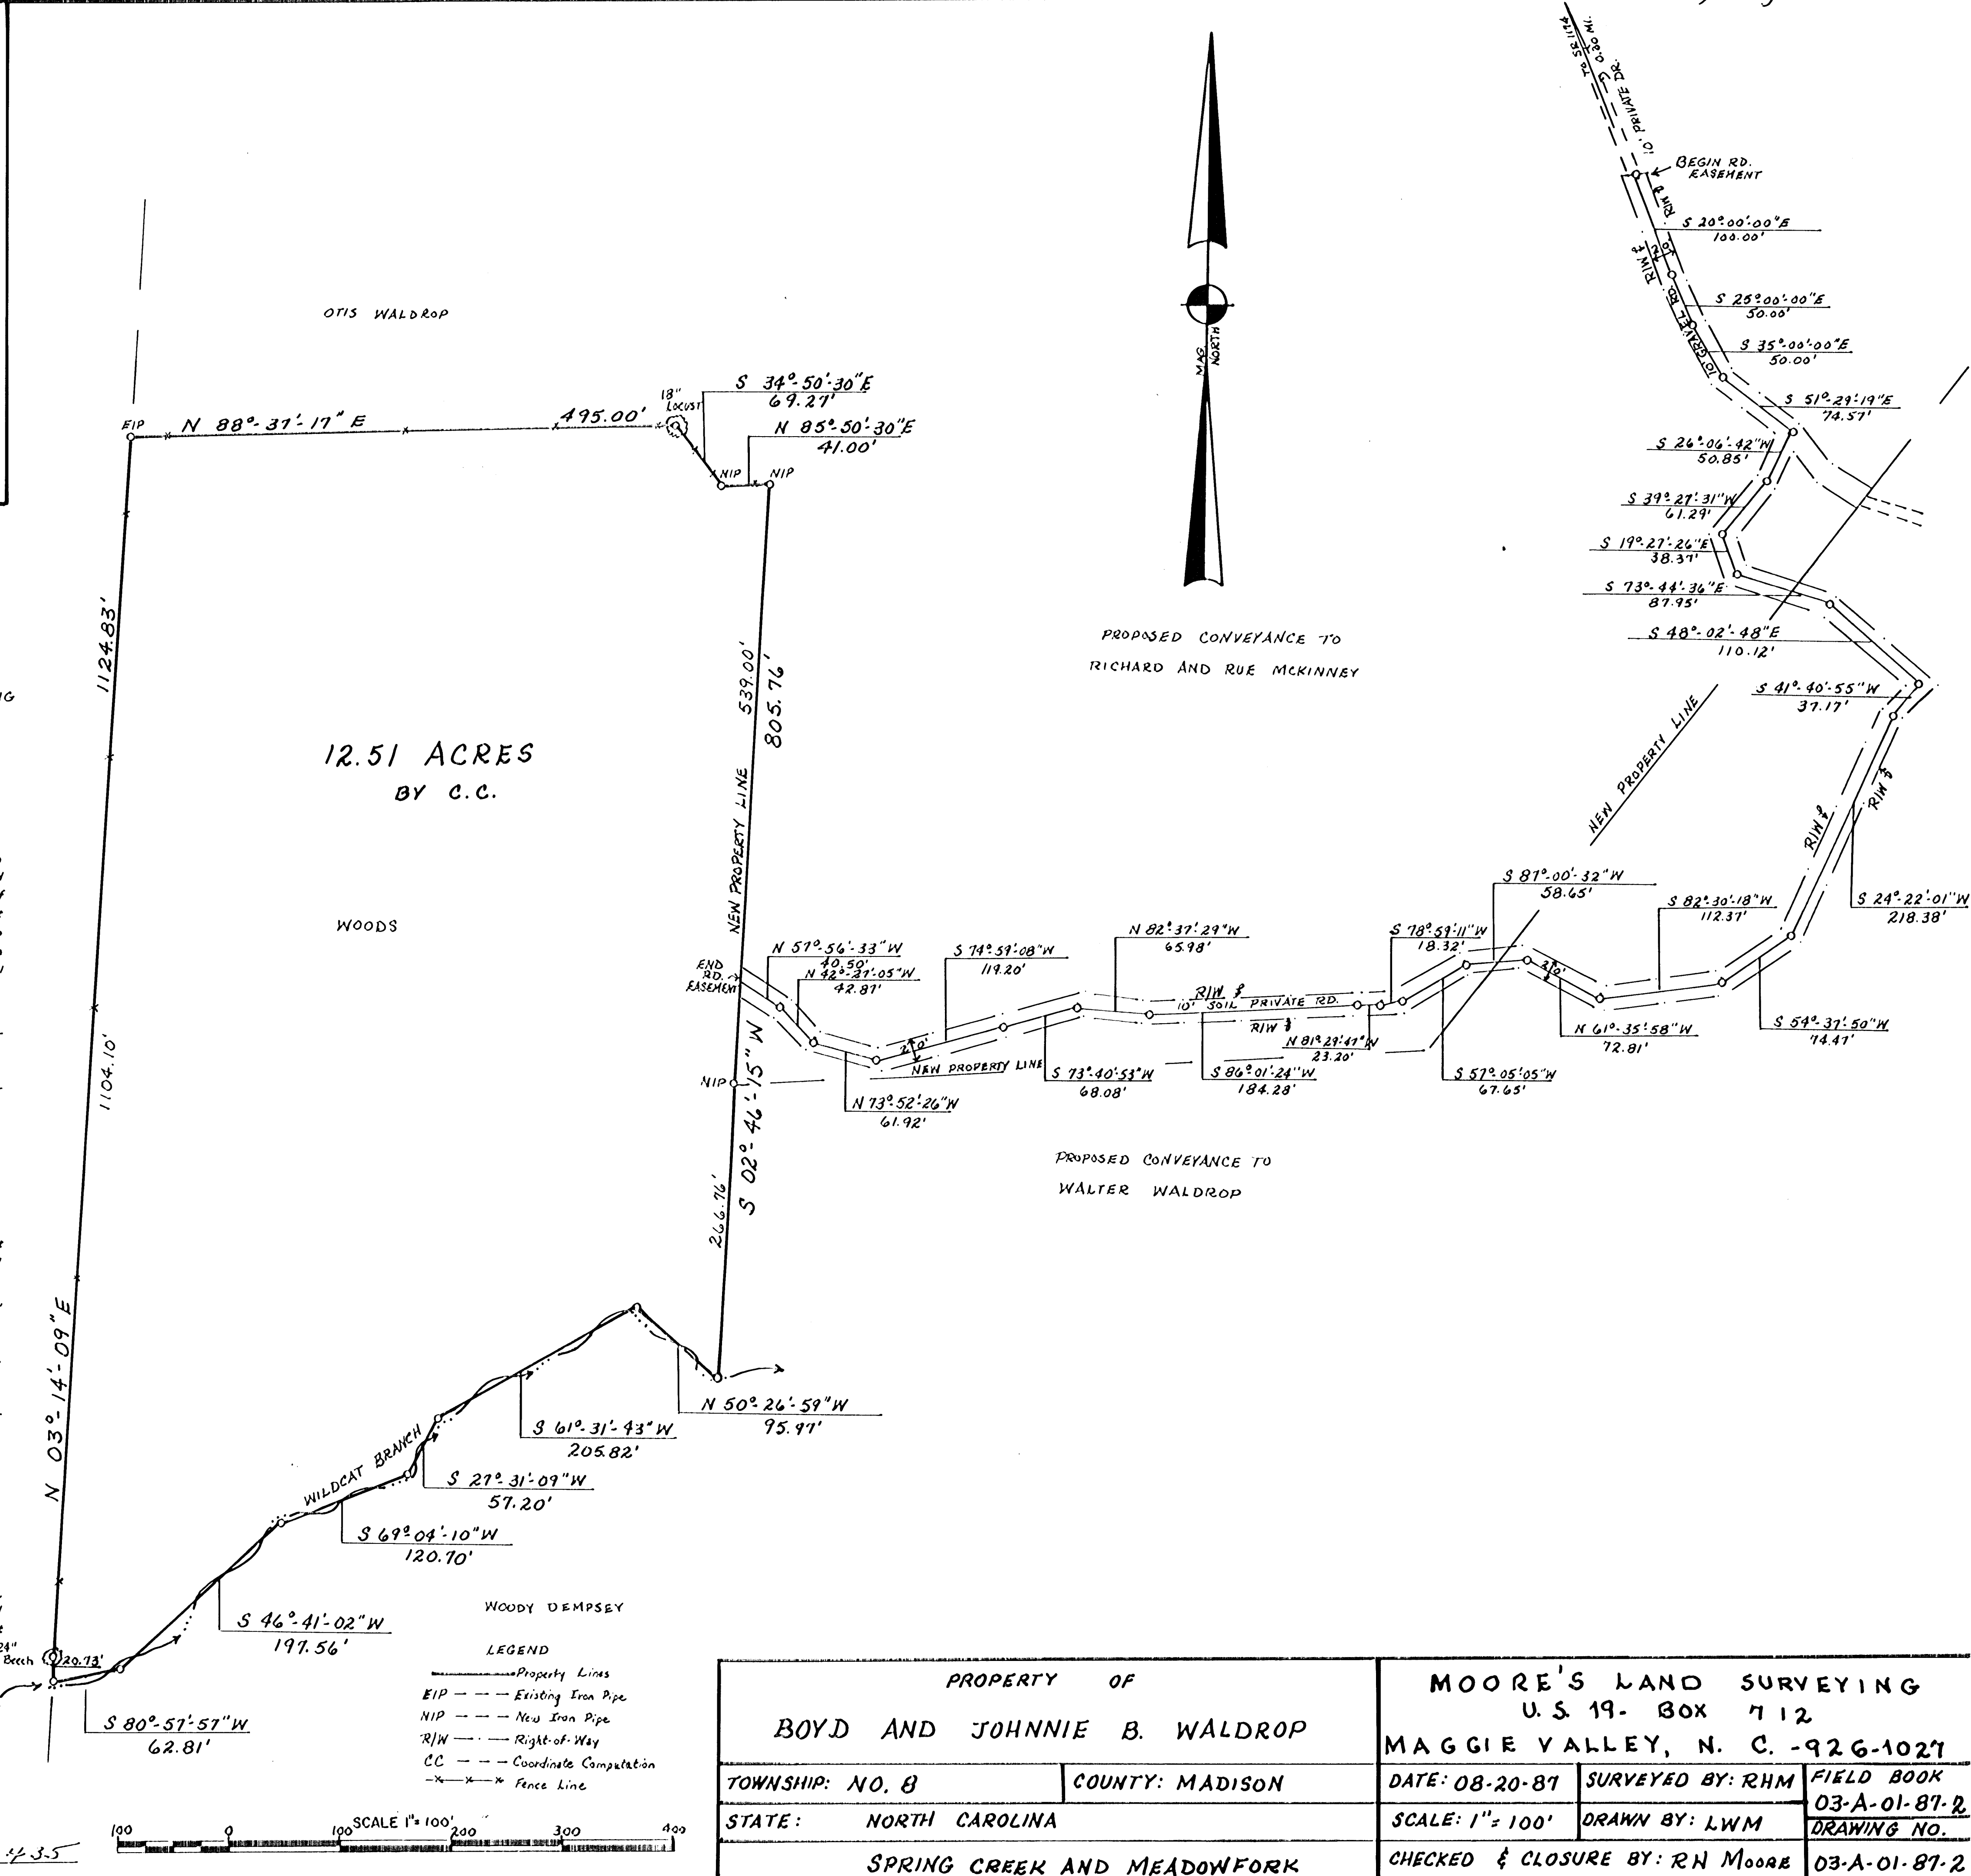 TO SR 1174
0.30 MI.
10' PRIVATE DR.
BEGIN RD.
EASEMENT
R/W
R/W
20'
10' GRAVEL RD.
S 20°-00'-00" E
100.00'
S 25°-00'-00" E
50.00'
S 35°-00'-00" E
50.00'
S 51°-29'-19" E
74.57'
S 26°-06'-42" W
50.85'
S 39°-27'-31" W
61.29'
S 19°-27'-26" E
38.37'
S 73°-44'-36" E
87.95'
S 48°-02'-48" E
110.12'
S 41°-40'-55" W
37.17'
NEW PROPERTY LINE
R/W
R/W
S 24°-22'-01" W
218.38'
S 54°-37'-50" W
74.47'
S 82°-30'-18" W
112.37'
N 61°-35'-58" W
72.81'
20'
S 87°-00'-32" W
58.65'
S 57°-05'-05" W
67.65'
S 78°-59'-11" W
18.32'
N 81°-29'-47" W
23.20'
S 86°-01'-24" W
184.28'
R/W
10' SOIL PRIVATE RD.
R/W
N 82°-37'-29" W
65.98'
S 73°-40'-53" W
68.08'
S 74°-59'-08" W
119.20'
20'
NEW PROPERTY LINE
N 73°-52'-26" W
61.92'
N 42°-27'-05" W
42.87'
N 57°-56'-33" W
40.50'
END
RD.
EASEMENT
MAG.
NORTH
OTIS WALDROP
EIP
N 88°-37'-17" E
495.00'
18"
LOCUST
S 34°-50'-30" E
69.27'
N 85°-50'-30" E
41.00'
NIP
NIP
PROPOSED CONVEYANCE TO
RICHARD AND RUE MCKINNEY
1124.83'
1104.10'
N 03°-14'-09" E
12.51 ACRES
BY C.C.
WOODS
NEW PROPERTY LINE
539.00'
805.76'
NIP
S 02°-46'-15" W
266.76'
PROPOSED CONVEYANCE TO
WALTER WALDROP
N 50°-26'-59" W
95.97'
S 61°-31'-43" W
205.82'
WILDCAT BRANCH
S 27°-31'-09" W
57.20'
S 69°-04'-10" W
120.70'
S 46°-41'-02" W
197.56'
24"
Beech
20.73'
S 80°-57'-57" W
62.81'
WOODY DEMPSEY
LEGEND
Property Lines
EIP - - - Existing Iron Pipe
NIP - - - New Iron Pipe
R/W - · - Right-of-Way
CC - - - Coordinate Computation
-x-x-x Fence Line
SCALE 1" = 100'
100 0 100 200 300 400
435
PROPERTY OF
BOYD AND JOHNNIE B. WALDROP
TOWNSHIP: NO. 8
COUNTY: MADISON
STATE: NORTH CAROLINA
SPRING CREEK AND MEADOWFORK
MOORE'S LAND SURVEYING
U.S. 19 - BOX 712
MAGGIE VALLEY, N. C. - 926-1027
DATE: 08-20-87
SURVEYED BY: RHM
FIELD BOOK
03-A-01-87-2
SCALE: 1" = 100'
DRAWN BY: LWM
DRAWING NO.
CHECKED & CLOSURE BY: RH MOORE
03-A-01-87-2